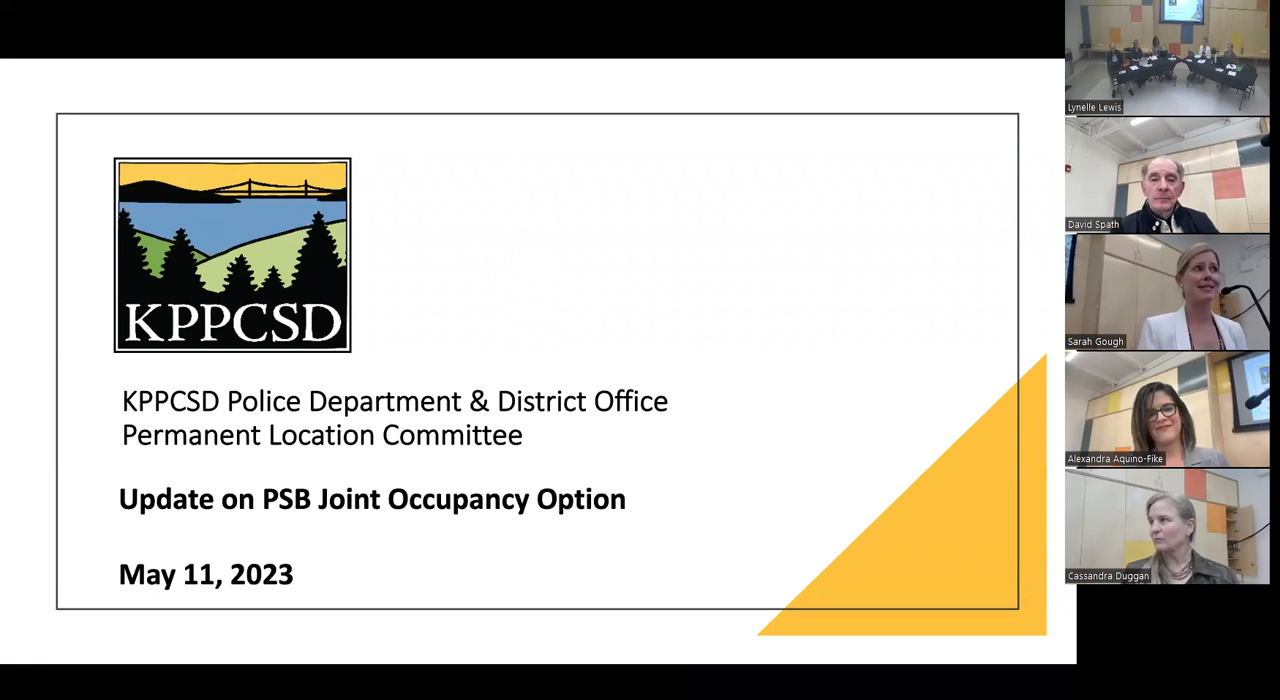 KPPCSD
KPPCSD Police Department & District Office
Permanent Location Committee
Update on PSB Joint Occupancy Option
May 11, 2023
Lynelle Lewis
David Spath
Sarah Gough
Alexandra Aquino-Fike
Cassandra Duggan